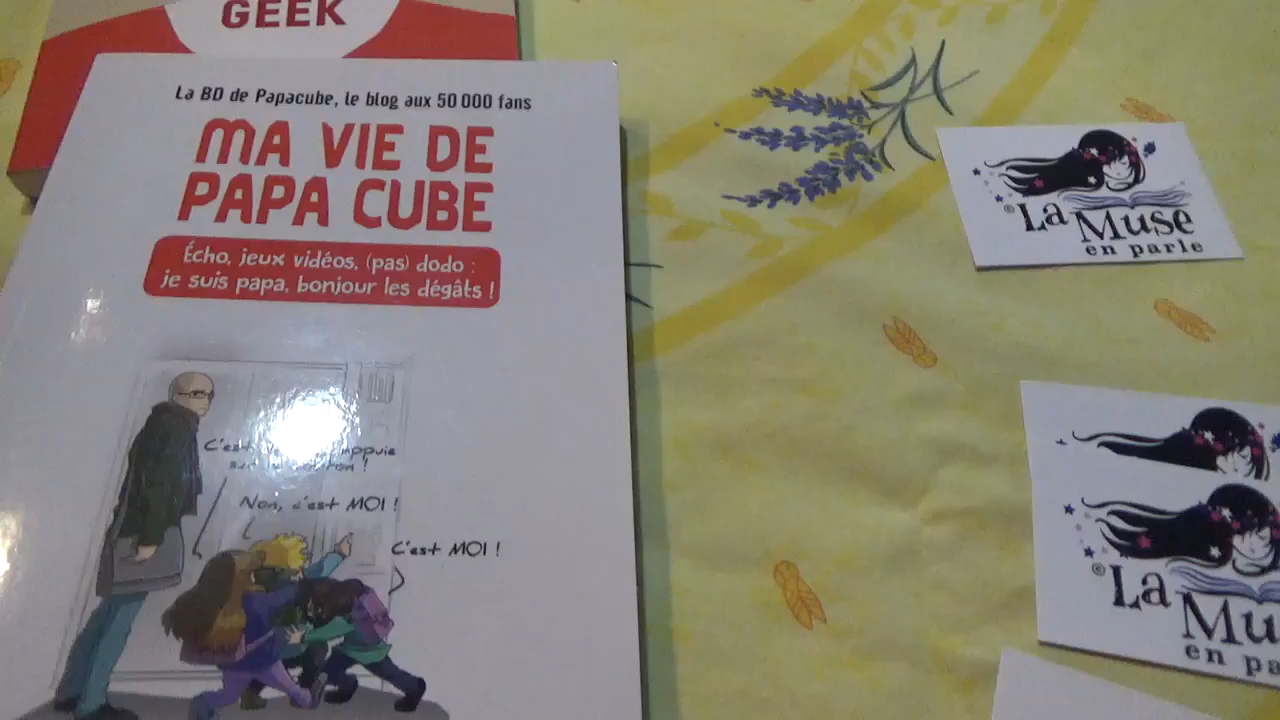 GEEK
La BD de Papacube, le blog aux 50 000 fans
MA VIE DE
PAPA CUBE
Écho, jeux vidéos, (pas) dodo :
je suis papa, bonjour les dégâts !
C'est
appuie
Non, c'est MOI !
C'est MOI !
© La Muse
en parle
© La Mu
en pa